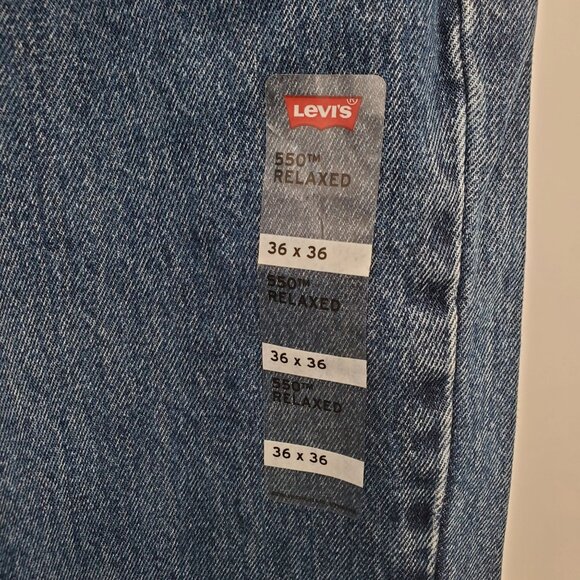 Levi's®
550™
RELAXED
36 x 36
550™
RELAXED
36 x 36
550™
RELAXED
36 x 36